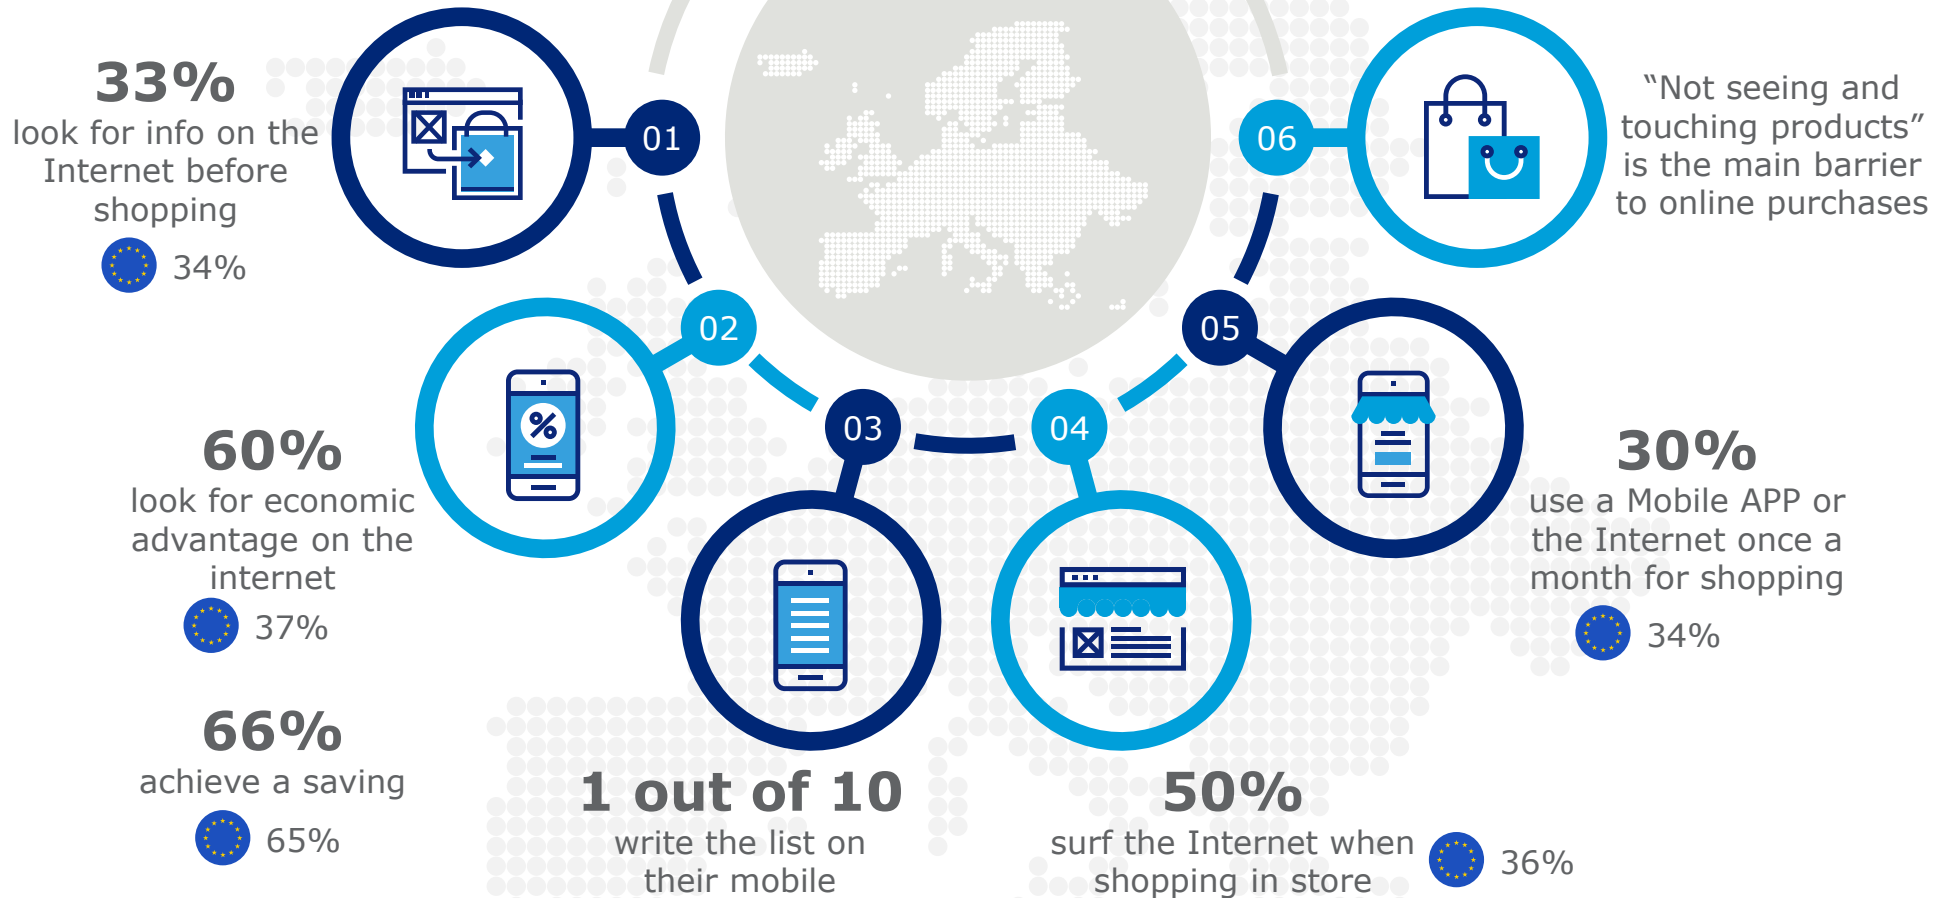 33%
look for info on the
Internet before
shopping
34%
01
02
60%
look for economic
advantage on the
internet
37%
66%
achieve a saving
65%
03
1 out of 10
write the list on
their mobile
04
50%
surf the Internet when
shopping in store
36%
05
30%
use a Mobile APP or
the Internet once a
month for shopping
34%
06
“Not seeing and
touching products”
is the main barrier
to online purchases
%